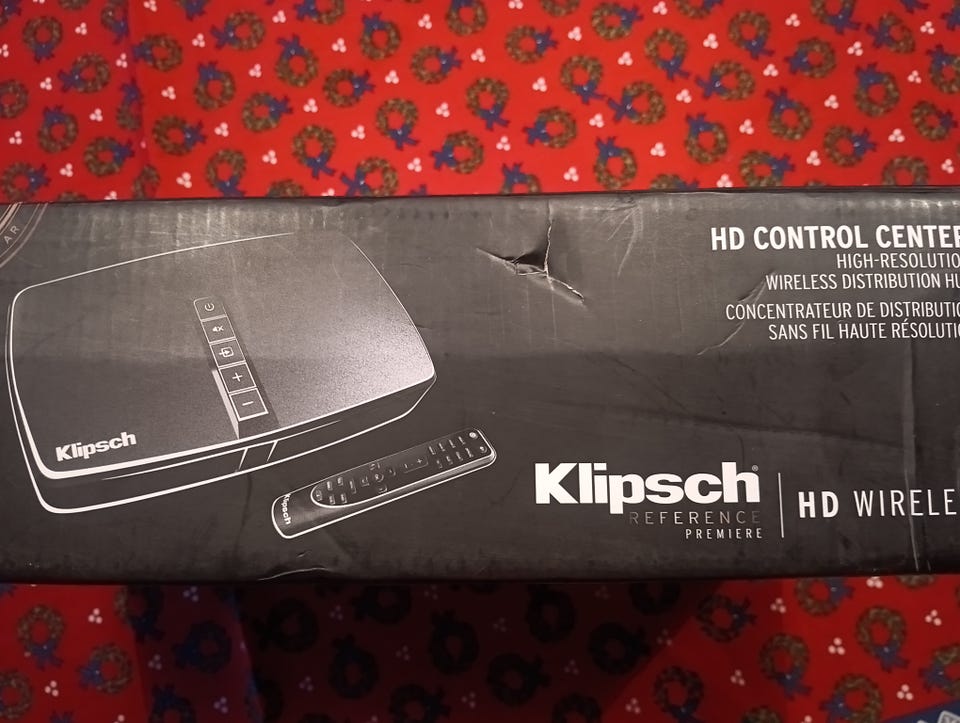 AR
HD CONTROL CENTER
HIGH-RESOLUTIO
WIRELESS DISTRIBUTION HU
CONCENTRATEUR DE DISTRIBUTIO
SANS FIL HAUTE RÉSOLUTIO
Klipsch
Klipsch
Klipsch®
REFERENCE
PREMIERE
HD WIRELE